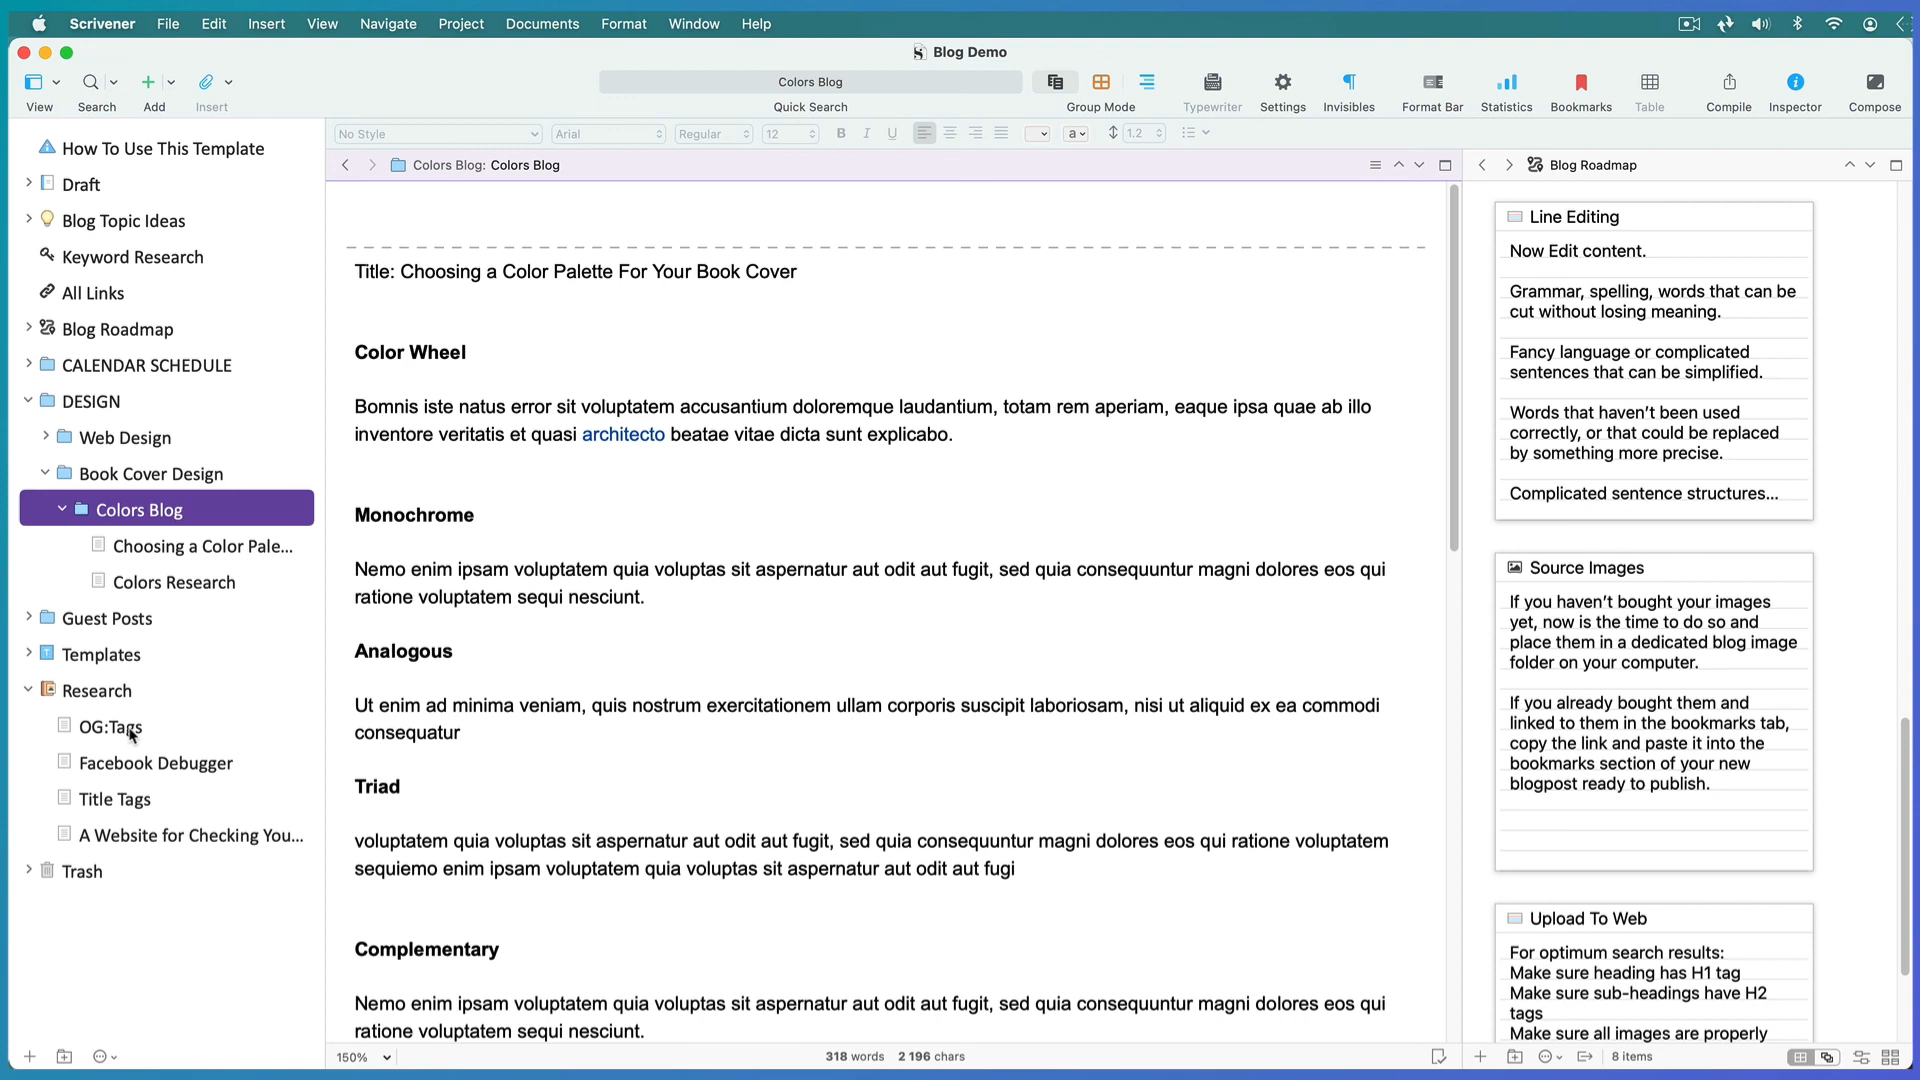 Scrivener File Edit Insert View Navigate Project Documents Format Window Help
Blog Demo
Colors Blog
View Search Add Insert Quick Search Group Mode Typewriter Settings Invisibles Format Bar Statistics Bookmarks Table Compile Inspector Compose
No Style Arial Regular 12 B I U a 1.2
How To Use This Template
Draft
Blog Topic Ideas
Keyword Research
All Links
Blog Roadmap
CALENDAR SCHEDULE
DESIGN
Web Design
Book Cover Design
Colors Blog
Choosing a Color Pale...
Colors Research
Guest Posts
Templates
Research
OG:Tags
Facebook Debugger
Title Tags
A Website for Checking You...
Trash
Colors Blog: Colors Blog
Title: Choosing a Color Palette For Your Book Cover
Color Wheel
Bomnis iste natus error sit voluptatem accusantium doloremque laudantium, totam rem aperiam, eaque ipsa quae ab illo
inventore veritatis et quasi architecto beatae vitae dicta sunt explicabo.
Monochrome
Nemo enim ipsam voluptatem quia voluptas sit aspernatur aut odit aut fugit, sed quia consequuntur magni dolores eos qui
ratione voluptatem sequi nesciunt.
Analogous
Ut enim ad minima veniam, quis nostrum exercitationem ullam corporis suscipit laboriosam, nisi ut aliquid ex ea commodi
consequatur
Triad
voluptatem quia voluptas sit aspernatur aut odit aut fugit, sed quia consequuntur magni dolores eos qui ratione voluptatem
sequiemo enim ipsam voluptatem quia voluptas sit aspernatur aut odit aut fugi
Complementary
Nemo enim ipsam voluptatem quia voluptas sit aspernatur aut odit aut fugit, sed quia consequuntur magni dolores eos qui
ratione voluptatem sequi nesciunt.
150%
318 words 2 196 chars
Blog Roadmap
Line Editing
Now Edit content.
Grammar, spelling, words that can be
cut without losing meaning.
Fancy language or complicated
sentences that can be simplified.
Words that haven't been used
correctly, or that could be replaced
by something more precise.
Complicated sentence structures...
Source Images
If you haven't bought your images
yet, now is the time to do so and
place them in a dedicated blog image
folder on your computer.
If you already bought them and
linked to them in the bookmarks tab,
copy the link and paste it into the
bookmarks section of your new
blogpost ready to publish.
Upload To Web
For optimum search results:
Make sure heading has H1 tag
Make sure sub-headings have H2
tags
Make sure all images are properly
8 items